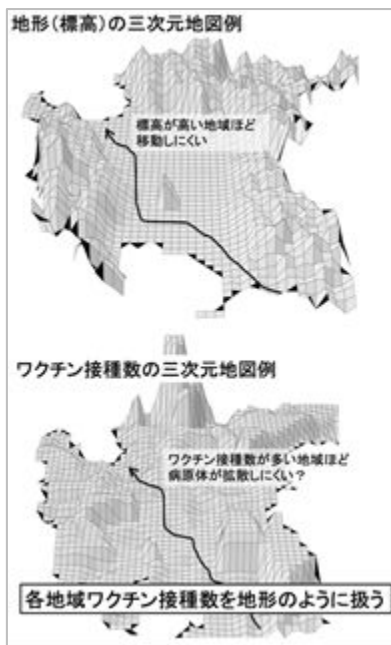 地形（標高）の三次元地図例
標高が高い地域ほど
移動しにくい
ワクチン接種数の三次元地図例
ワクチン接種数が多い地域ほど
病原体が拡散しにくい？
各地域ワクチン接種数を地形のように扱う